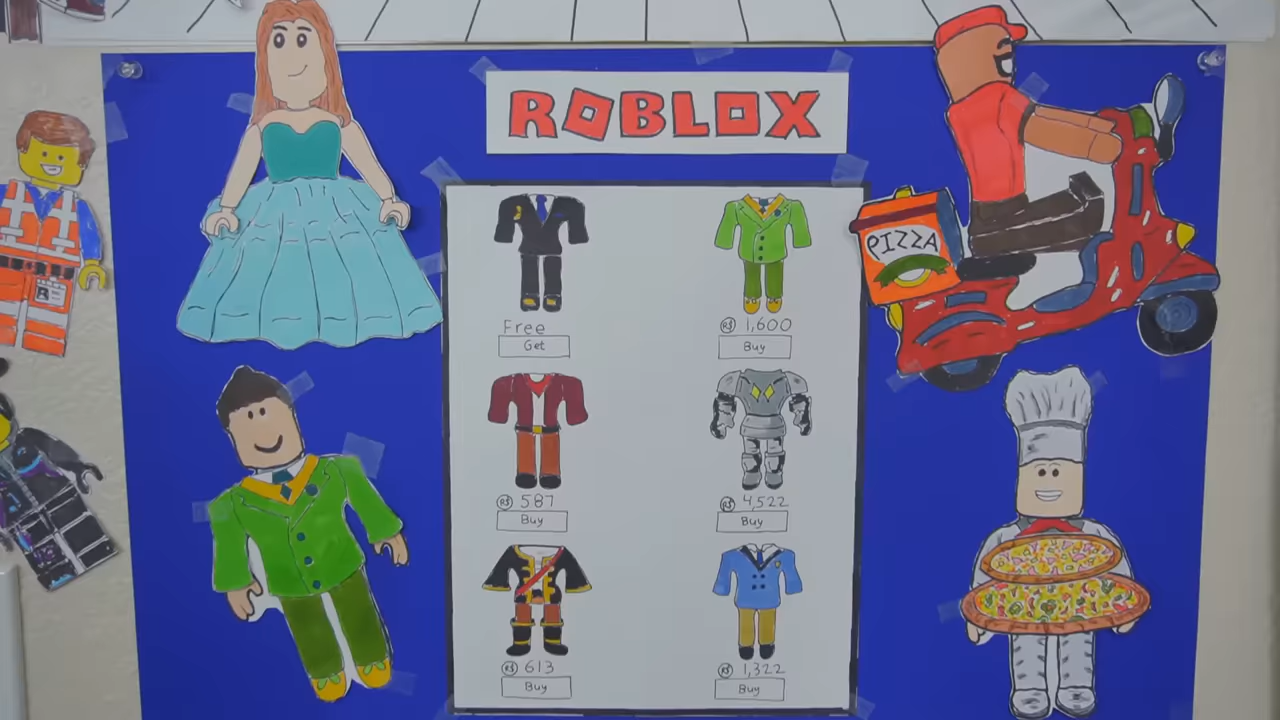 ROBLOX
PIZZA
Free
Get
R$ 1,600
Buy
R$ 587
Buy
R$ 4,522
Buy
R$ 613
Buy
R$ 1,322
Buy